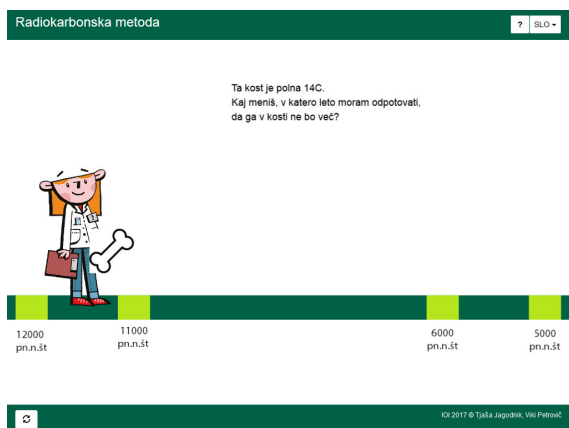 Radiokarbonska metoda
? SLO
Ta kost je polna 14C.
Kaj meniš, v katero leto moram odpotovati,
da ga v kosti ne bo več?
12000
pn.n.št
11000
pn.n.št
6000
pn.n.št
5000
pn.n.št
IOI 2017 © Tjaša Jagodnik, Viki Petrovič